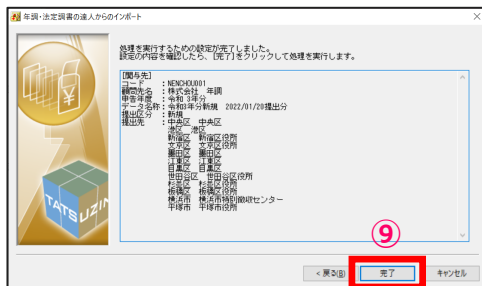 年調・法定調書の達人からのインポート
処理を実行するための設定が完了しました。
設定の内容を確認したら、[完了]をクリックして処理を実行します。
[関与先]
コード : NENCHOU001
顧問先名 : 株式会社 年調
申告年度 : 令和 3年分
データ名称 : 令和3年分新規 2022/01/20提出分
提出区分 : 新規
提出先 : 中央区 中央区
港区 港区
新宿区 新宿区役所
文京区 文京区役所
墨田区 墨田区
江東区 江東区
目黒区 目黒区
世田谷区 世田谷区役所
杉並区 杉並区役所
板橋区 板橋区役所
横浜市 横浜市特別徴収センター
平塚市 平塚市役所
TATSUZIN
⑨
< 戻る(B)
完了
キャンセル